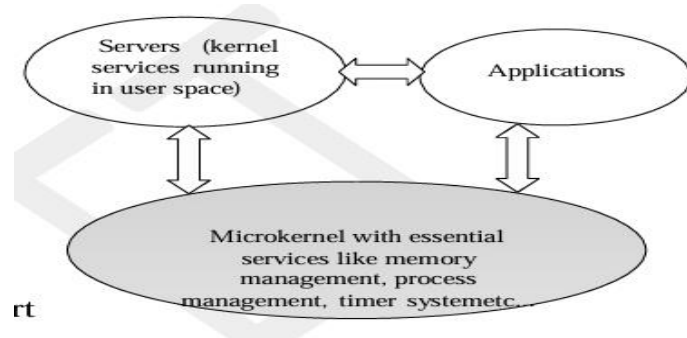 Servers (kernel
services running
in user space)
Applications
Microkernel with essential
services like memory
management, process
management, timer systemetc...
rt